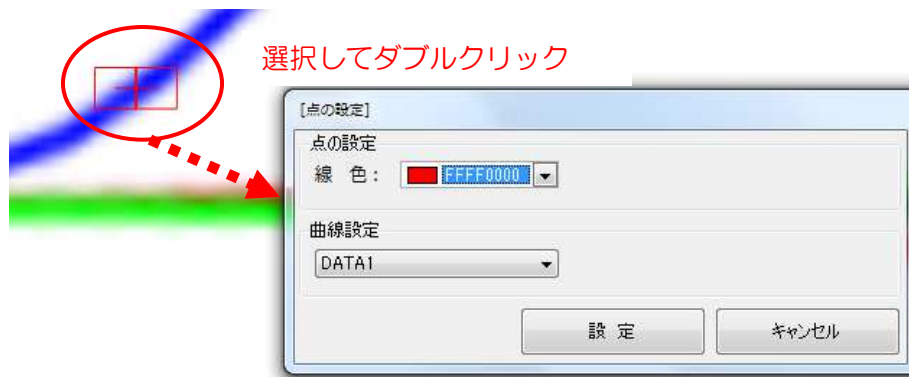 選択してダブルクリック
[点の設定]
点の設定
線 色： FFFF0000
曲線設定
DATA1
設 定
キャンセル